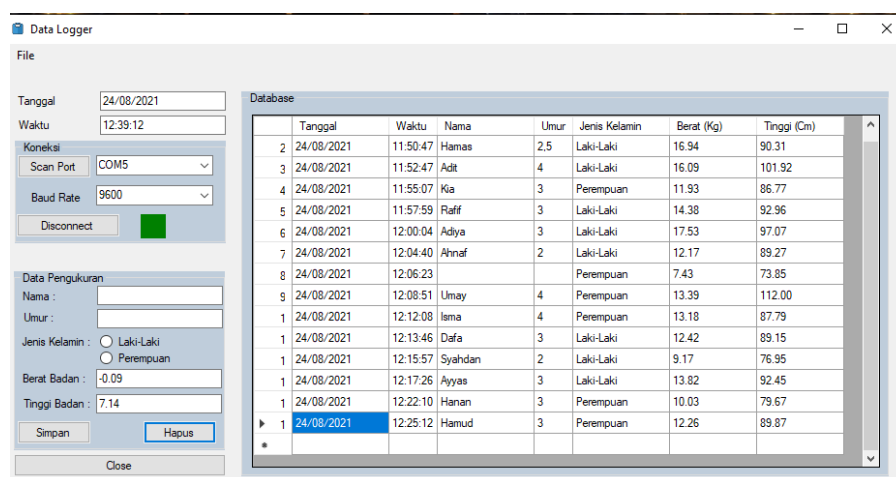 Data Logger
File
Tanggal 24/08/2021
Waktu 12:39:12
Koneksi
Scan Port COM5
Baud Rate 9600
Disconnect
Data Pengukuran
Nama :
Umur :
Jenis Kelamin : Laki-Laki
Perempuan
Berat Badan : -0.09
Tinggi Badan : 7.14
Simpan Hapus
Close
Database
Tanggal Waktu Nama Umur Jenis Kelamin Berat (Kg) Tinggi (Cm)
2 24/08/2021 11:50:47 Hamas 2,5 Laki-Laki 16.94 90.31
3 24/08/2021 11:52:47 Adit 4 Laki-Laki 16.09 101.92
4 24/08/2021 11:55:07 Kia 3 Perempuan 11.93 86.77
5 24/08/2021 11:57:59 Rafif 3 Laki-Laki 14.38 92.96
6 24/08/2021 12:00:04 Adiya 3 Laki-Laki 17.53 97.07
7 24/08/2021 12:04:40 Ahnaf 2 Laki-Laki 12.17 89.27
8 24/08/2021 12:06:23 Perempuan 7.43 73.85
9 24/08/2021 12:08:51 Umay 4 Perempuan 13.39 112.00
1 24/08/2021 12:12:08 Isma 4 Perempuan 13.18 87.79
1 24/08/2021 12:13:46 Dafa 3 Laki-Laki 12.42 89.15
1 24/08/2021 12:15:57 Syahdan 2 Laki-Laki 9.17 76.95
1 24/08/2021 12:17:26 Ayyas 3 Laki-Laki 13.82 92.45
1 24/08/2021 12:22:10 Hanan 3 Perempuan 10.03 79.67
1 24/08/2021 12:25:12 Hamud 3 Perempuan 12.26 89.87